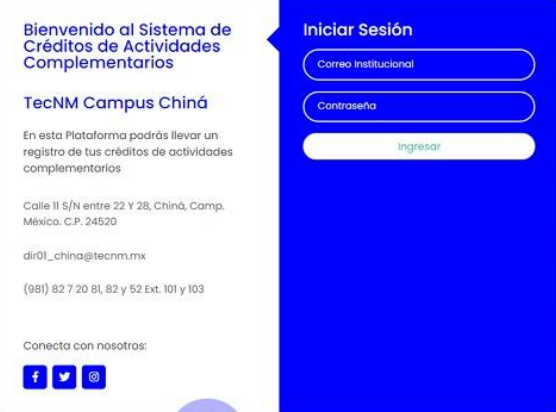 Bienvenido al Sistema de
Créditos de Actividades
Complementarios
TecNM Campus Chiná
En esta Plataforma podrás llevar un
registro de tus créditos de actividades
complementarios
Calle 11 S/N entre 22 Y 28, Chiná, Camp.
México. C.P. 24520
dir01_china@tecnm.mx
(981) 82 7 20 81, 82 y 52 Ext. 101 y 103
Conecta con nosotros:
Iniciar Sesión
Correo Institucional
Contraseña
Ingresar